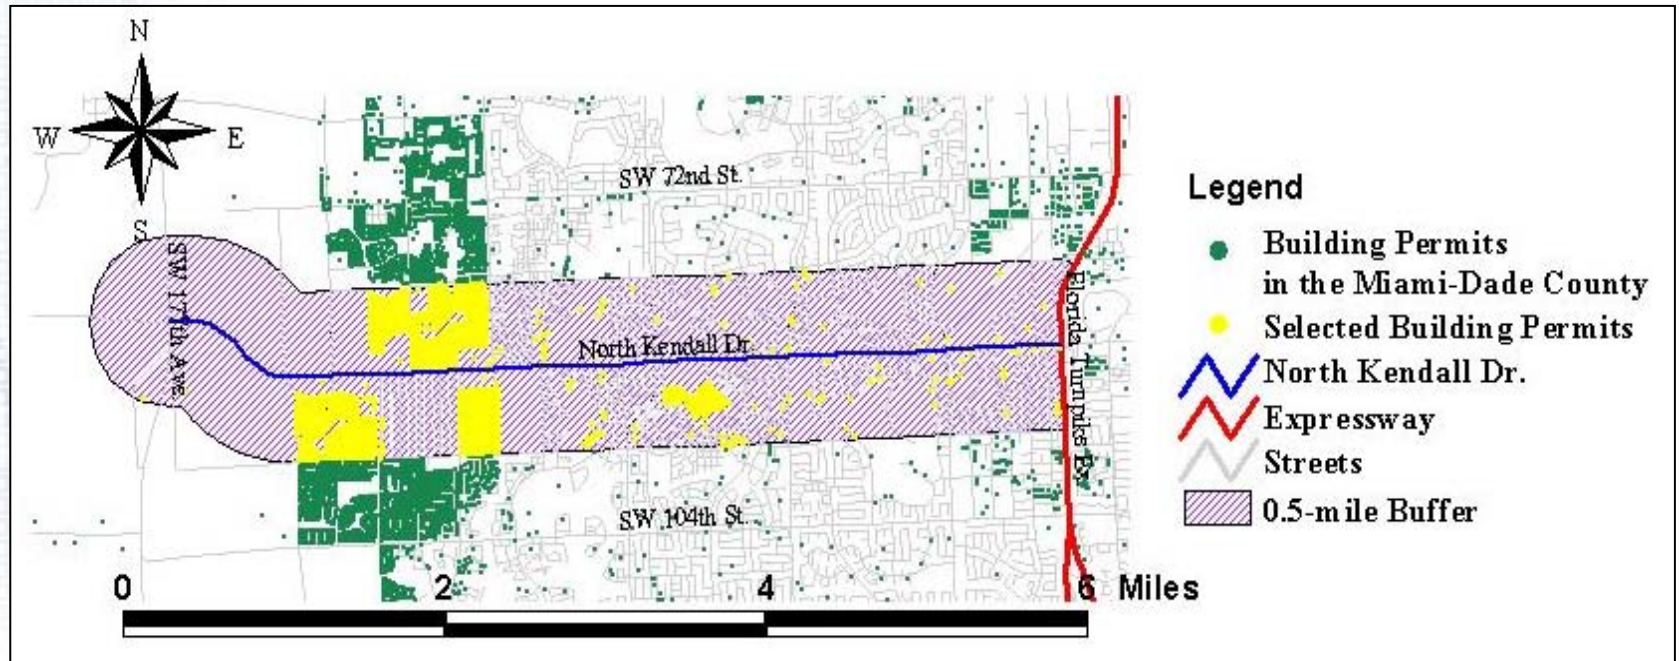 N
W
E
S
SW 72nd St.
SW 17th Ave
North Kendall Dr.
Florida Turnpike
SW 104th St.
0
2
4
6 Miles
Legend
Building Permits
in the Miami-Dade County
Selected Building Permits
North Kendall Dr.
Expressway
Streets
0.5-mile Buffer